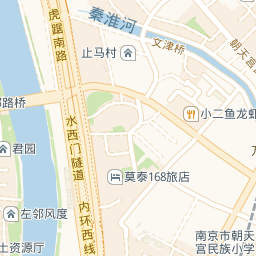 虎踞南路
秦淮河
止马村
文津桥
朝天宫
小二鱼龙虾
路桥
水西门隧道
君园
莫泰168旅店
左邻风度
内环西线
土资源厅
南京市朝天
宫民族小学